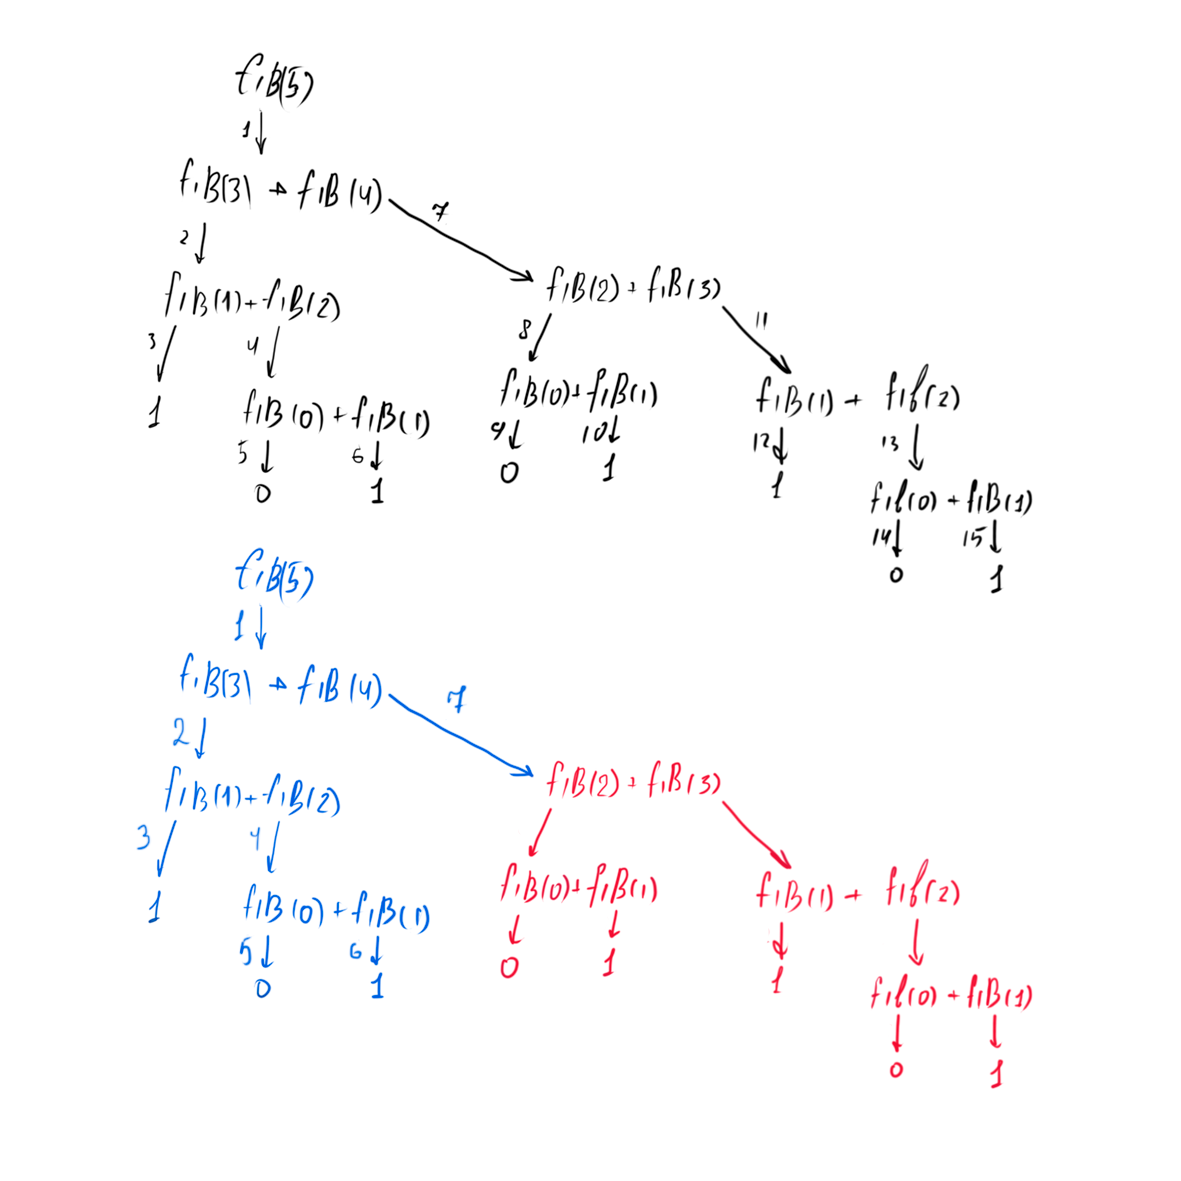 fiB(5)
1
fiB(3) + fiB(4)
7
2
fiB(2) + fiB(3)
fiB(1) + fiB(2)
8 11
3 4
fiB(0) + fiB(1) fiB(1) + fib(2)
1 fiB(0) + fiB(1)
9 10 12 13
5 6
0 1 1
0 1 fib(0) + fiB(1)
14 15
0 1
fiB(5)
1
fiB(3) + fiB(4)
7
2
fiB(2) + fiB(3)
fiB(1) + fiB(2)
3 4
fiB(0) + fiB(1) fiB(1) + fib(2)
1 fiB(0) + fiB(1)
5 6
0 1 1
0 1 fib(0) + fiB(1)
0 1